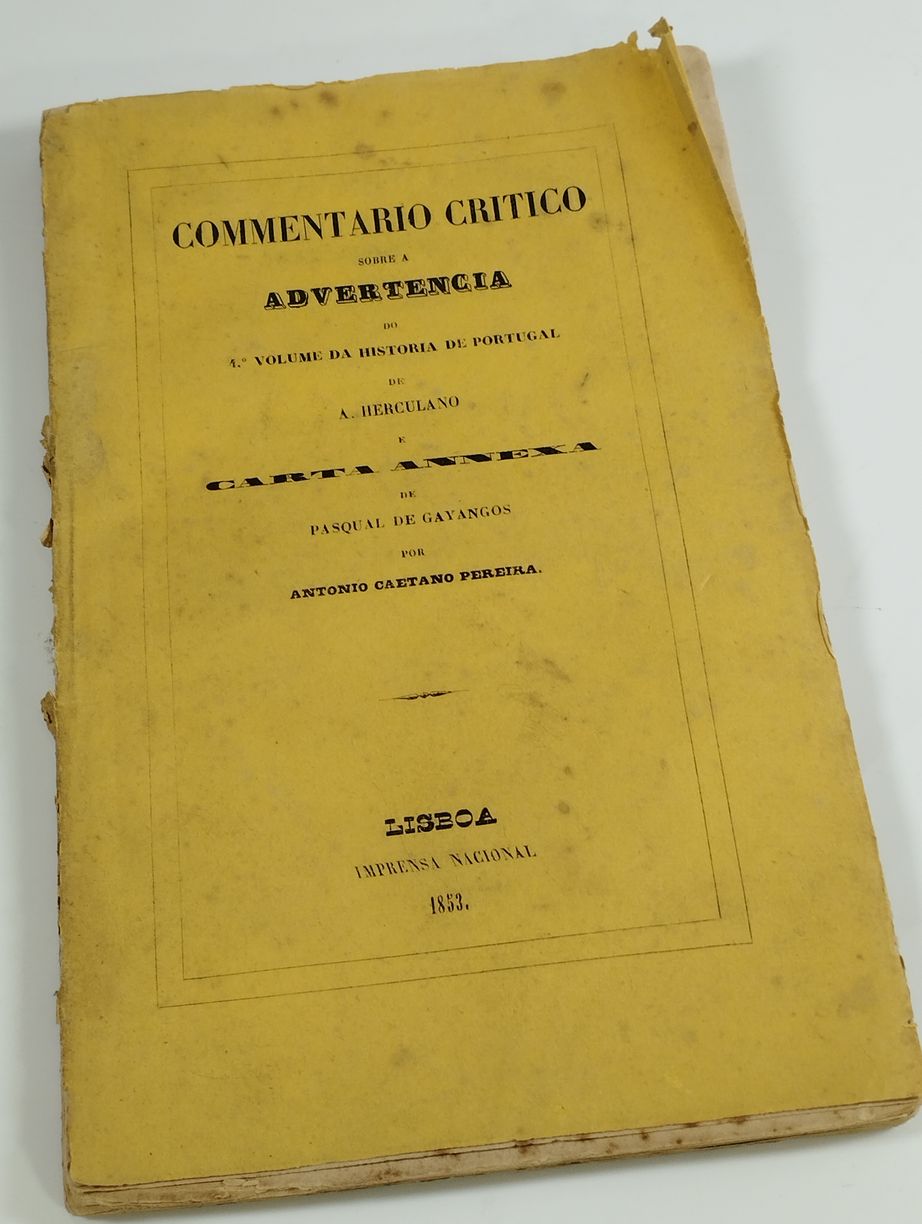 COMMENTARIO CRITICO
SOBRE A
ADVERTENCIA
DO
4.º VOLUME DA HISTORIA DE PORTUGAL
DE
A. HERCULANO
E
CARTA ANNEXA
DE
PASQUAL DE GAYANGOS
POR
ANTONIO CAETANO PEREIRA.
LISBOA
IMPRENSA NACIONAL
1853.